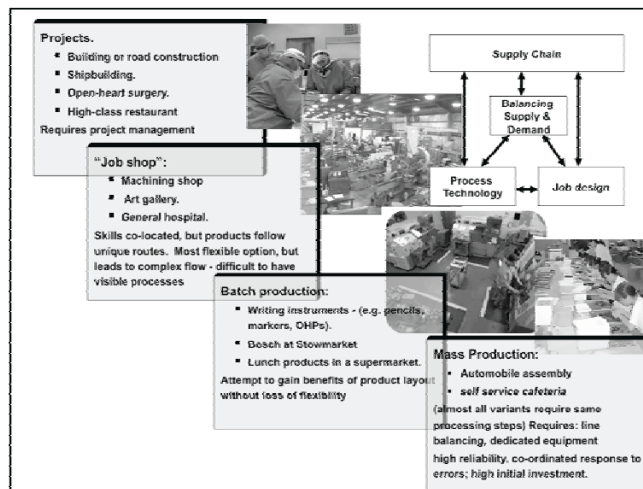 Projects.
▪ Building or road construction
▪ Shipbuilding.
▪ Open-heart surgery.
▪ High-class restaurant
Requires project management
"Job shop":
▪ Machining shop
▪ Art gallery.
▪ General hospital.
Skills co-located, but products follow
unique routes. Most flexible option, but
leads to complex flow - difficult to have
visible processes
Batch production:
▪ Writing instruments - (e.g. pencils,
markers, OHPs).
▪ Bosch at Stowmarket
▪ Lunch products in a supermarket.
Attempt to gain benefits of product layout
without loss of flexibility
Mass Production:
• Automobile assembly
• self service cafeteria
(almost all variants require same
processing steps) Requires: line
balancing, dedicated equipment
high reliability, co-ordinated response to
errors; high initial investment.
Supply Chain
Balancing
Supply &
Demand
Process
Technology
Job design